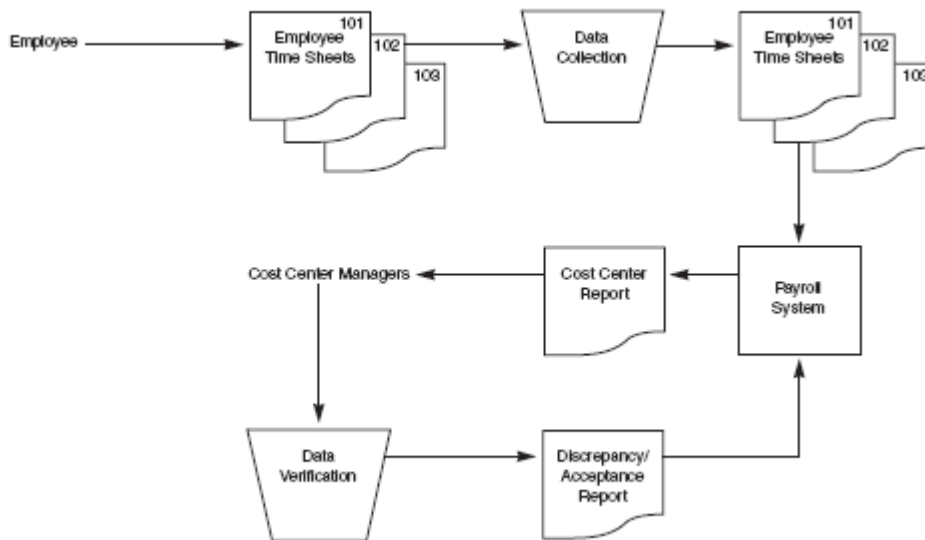 Employee
101
Employee
Time Sheets
102
103
Data
Collection
101
Employee
Time Sheets
102
103
Cost Center Managers
Cost Center
Report
Payroll
System
Data
Verification
Discrepancy/
Acceptance
Report